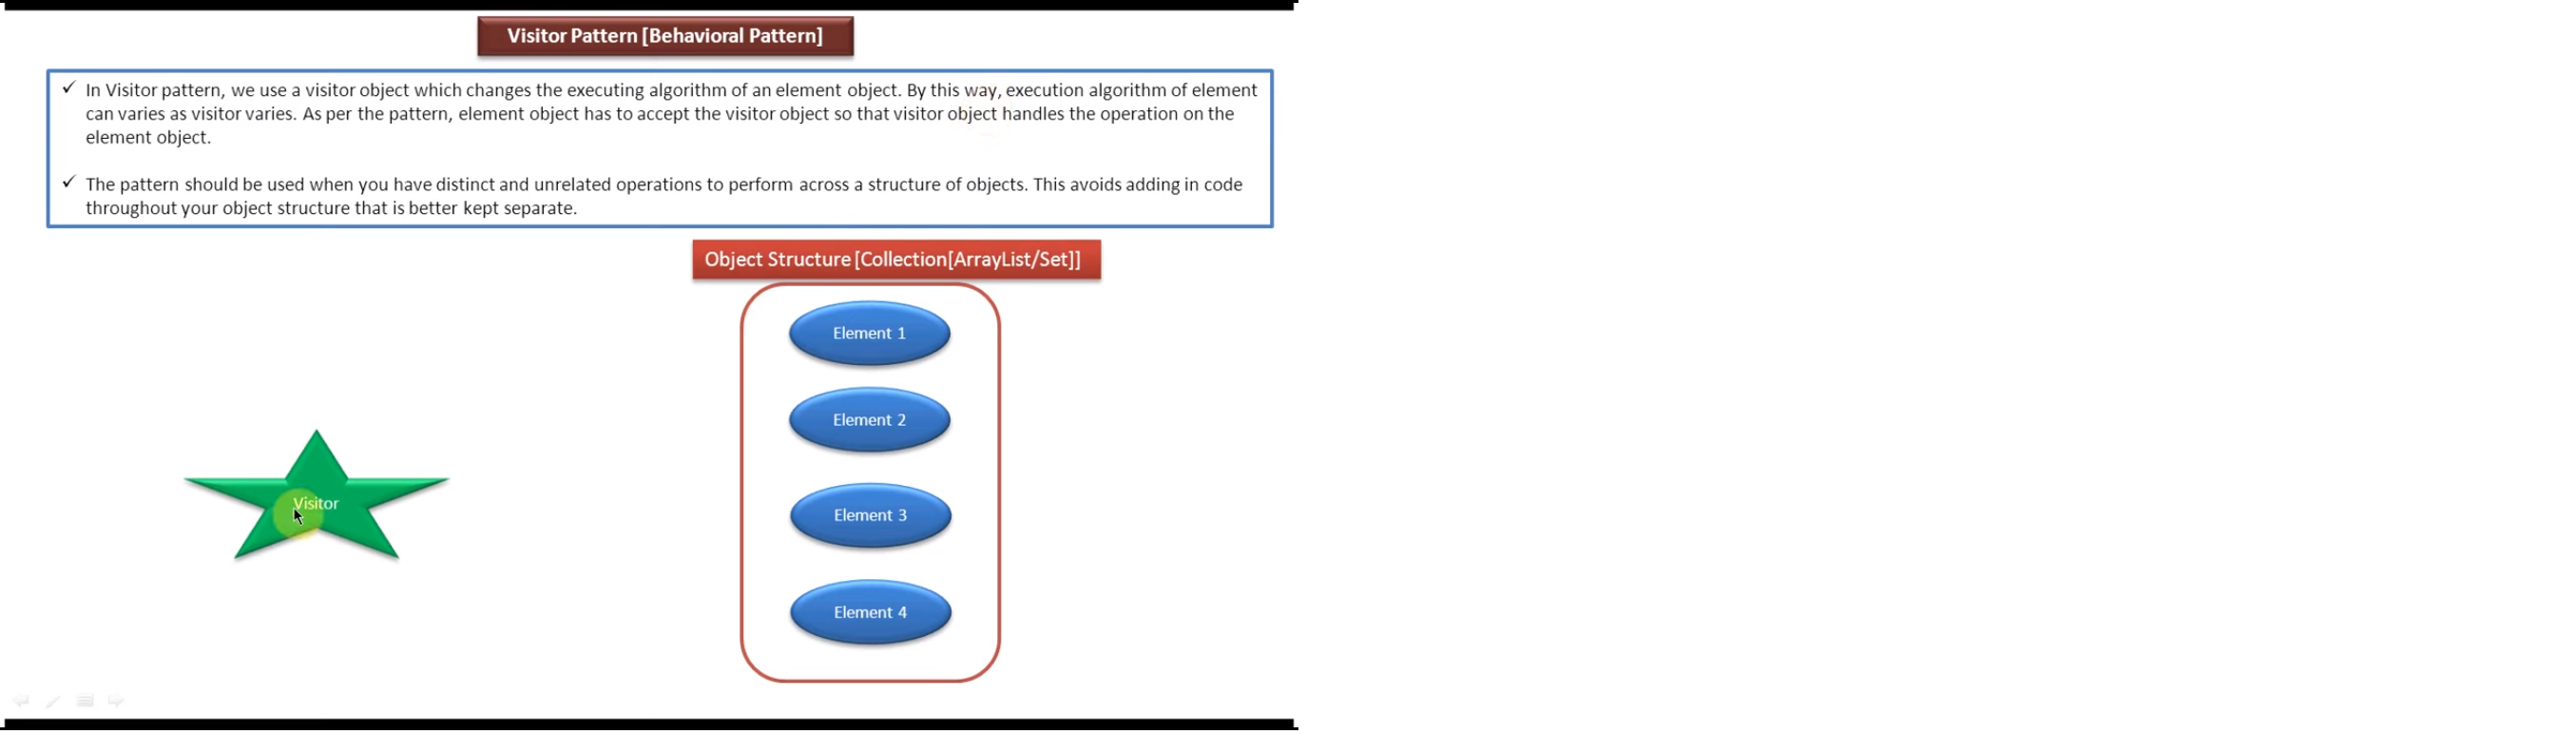 Visitor Pattern [Behavioral Pattern]
✓ In Visitor pattern, we use a visitor object which changes the executing algorithm of an element object. By this way, execution algorithm of element
can varies as visitor varies. As per the pattern, element object has to accept the visitor object so that visitor object handles the operation on the
element object.
✓ The pattern should be used when you have distinct and unrelated operations to perform across a structure of objects. This avoids adding in code
throughout your object structure that is better kept separate.
Object Structure [Collection[ArrayList/Set]]
Element 1
Element 2
Visitor
Element 3
Element 4